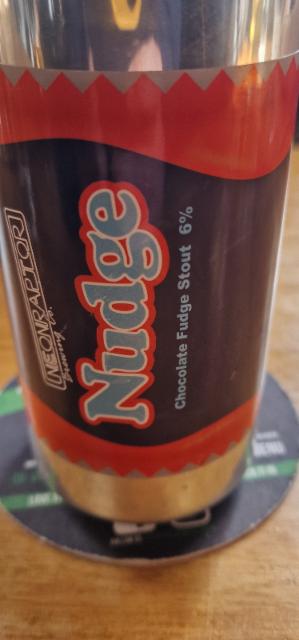 NEONRAPTOR
Brewing Co.
Nudge
Chocolate Fudge Stout 6%